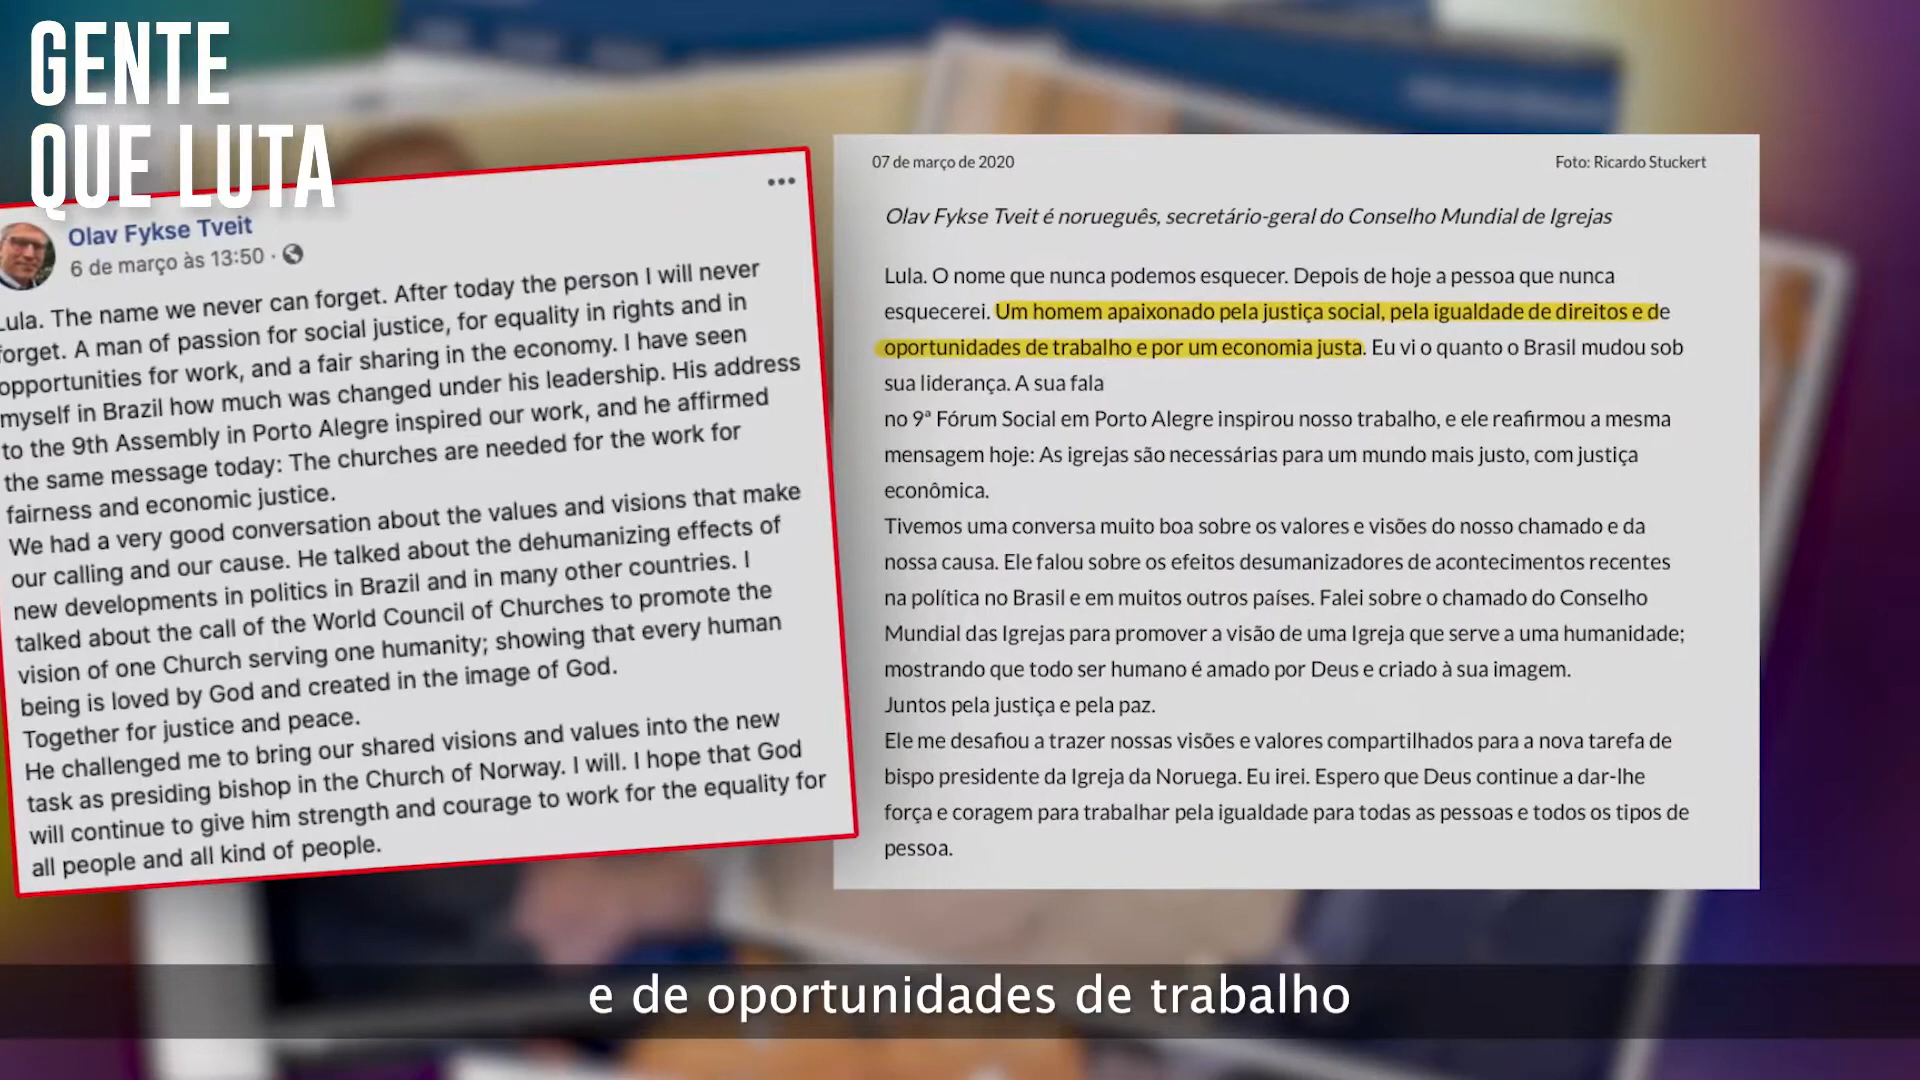 GENTE
QUE LUTA
Olav Fykse Tveit
6 de março às 13:50 ·
Lula. The name we never can forget. After today the person I will never
forget. A man of passion for social justice, for equality in rights and in
opportunities for work, and a fair sharing in the economy. I have seen
myself in Brazil how much was changed under his leadership. His address
to the 9th Assembly in Porto Alegre inspired our work, and he affirmed
the same message today: The churches are needed for the work for
fairness and economic justice.
We had a very good conversation about the values and visions that make
our calling and our cause. He talked about the dehumanizing effects of
new developments in politics in Brazil and in many other countries. I
talked about the call of the World Council of Churches to promote the
vision of one Church serving one humanity; showing that every human
being is loved by God and created in the image of God.
Together for justice and peace.
He challenged me to bring our shared visions and values into the new
task as presiding bishop in the Church of Norway. I will. I hope that God
will continue to give him strength and courage to work for the equality for
all people and all kind of people.
07 de março de 2020
Foto: Ricardo Stuckert
Olav Fykse Tveit é norueguês, secretário-geral do Conselho Mundial de Igrejas
Lula. O nome que nunca podemos esquecer. Depois de hoje a pessoa que nunca
esquecerei. Um homem apaixonado pela justiça social, pela igualdade de direitos e de
oportunidades de trabalho e por um economia justa. Eu vi o quanto o Brasil mudou sob
sua liderança. A sua fala
no 9ª Fórum Social em Porto Alegre inspirou nosso trabalho, e ele reafirmou a mesma
mensagem hoje: As igrejas são necessárias para um mundo mais justo, com justiça
econômica.
Tivemos uma conversa muito boa sobre os valores e visões do nosso chamado e da
nossa causa. Ele falou sobre os efeitos desumanizadores de acontecimentos recentes
na política no Brasil e em muitos outros países. Falei sobre o chamado do Conselho
Mundial das Igrejas para promover a visão de uma Igreja que serve a uma humanidade;
mostrando que todo ser humano é amado por Deus e criado à sua imagem.
Juntos pela justiça e pela paz.
Ele me desafiou a trazer nossas visões e valores compartilhados para a nova tarefa de
bispo presidente da Igreja da Noruega. Eu irei. Espero que Deus continue a dar-lhe
força e coragem para trabalhar pela igualdade para todas as pessoas e todos os tipos de
pessoa.
e de oportunidades de trabalho